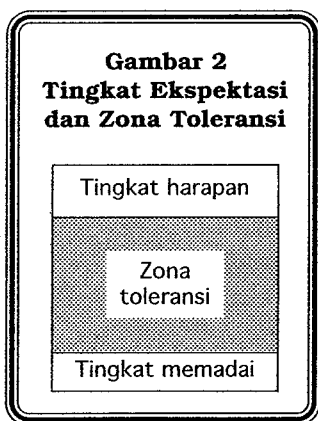 Gambar 2
Tingkat Ekspektasi
dan Zona Toleransi
Tingkat harapan
Zona
toleransi
Tingkat memadai